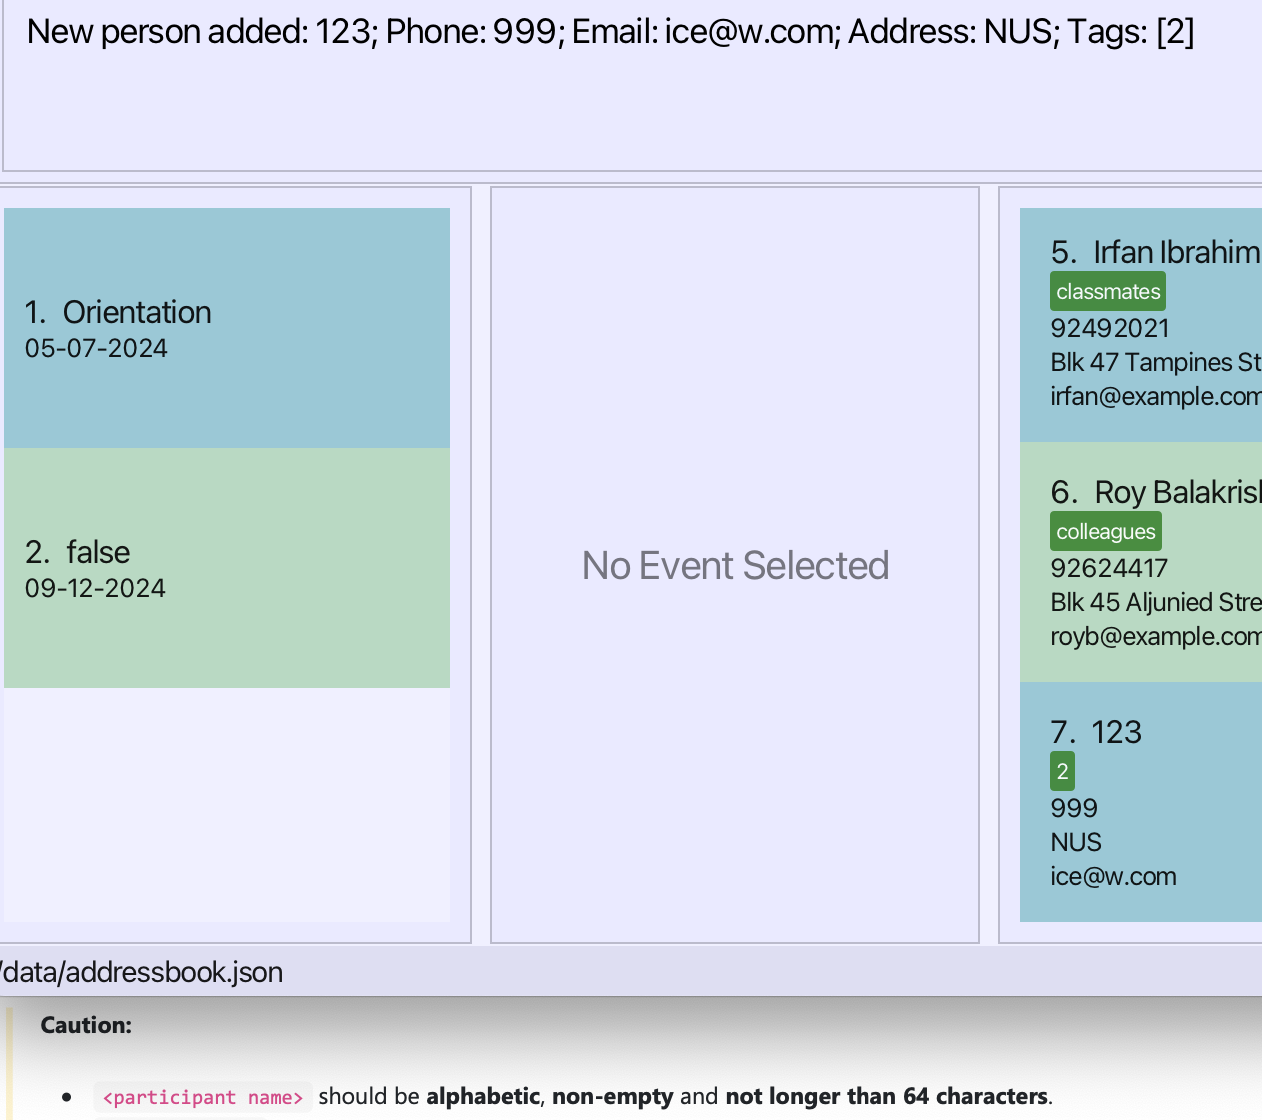 New person added: 123; Phone: 999; Email: ice@w.com; Address: NUS; Tags: [2]
1. Orientation
05-07-2024
2. false
09-12-2024
No Event Selected
5. Irfan Ibrahim
classmates
92492021
Blk 47 Tampines St
irfan@example.com
6. Roy Balakris
colleagues
92624417
Blk 45 Aljunied Stre
royb@example.com
7. 123
2
999
NUS
ice@w.com
/data/addressbook.json
Caution:
• <participant name> should be alphabetic, non-empty and not longer than 64 characters.